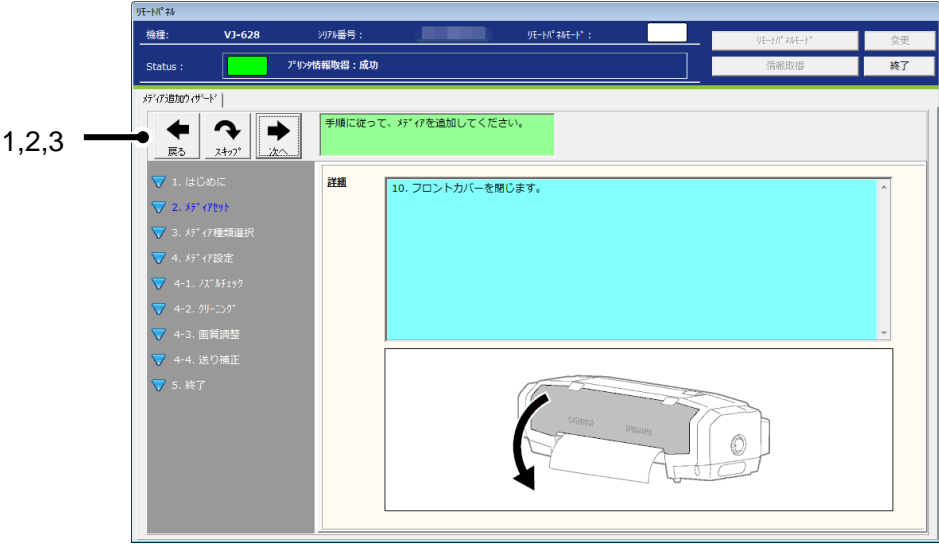 ﾘﾓｰﾄﾊﾟﾈﾙ
機種: VJ-628 ｼﾘｱﾙ番号： ﾘﾓｰﾄﾊﾟﾈﾙﾓｰﾄﾞ： ﾘﾓｰﾄﾊﾟﾈﾙﾓｰﾄﾞ 変更
Status： ﾌﾟﾘﾝﾀ情報取得：成功 情報取得 終了
ﾒﾃﾞｨｱ追加ｳｨｻﾞｰﾄﾞ
1,2,3
戻る ｽｷｯﾌﾟ 次へ
手順に従って、ﾒﾃﾞｨｱを追加してください。
1. はじめに
2. ﾒﾃﾞｨｱｾｯﾄ
3. ﾒﾃﾞｨｱ種類選択
4. ﾒﾃﾞｨｱ設定
4-1. ﾉｽﾞﾙﾁｪｯｸ
4-2. ｸﾘｰﾆﾝｸﾞ
4-3. 画質調整
4-4. 送り補正
5. 終了
詳細
10. フロントカバーを閉じます。